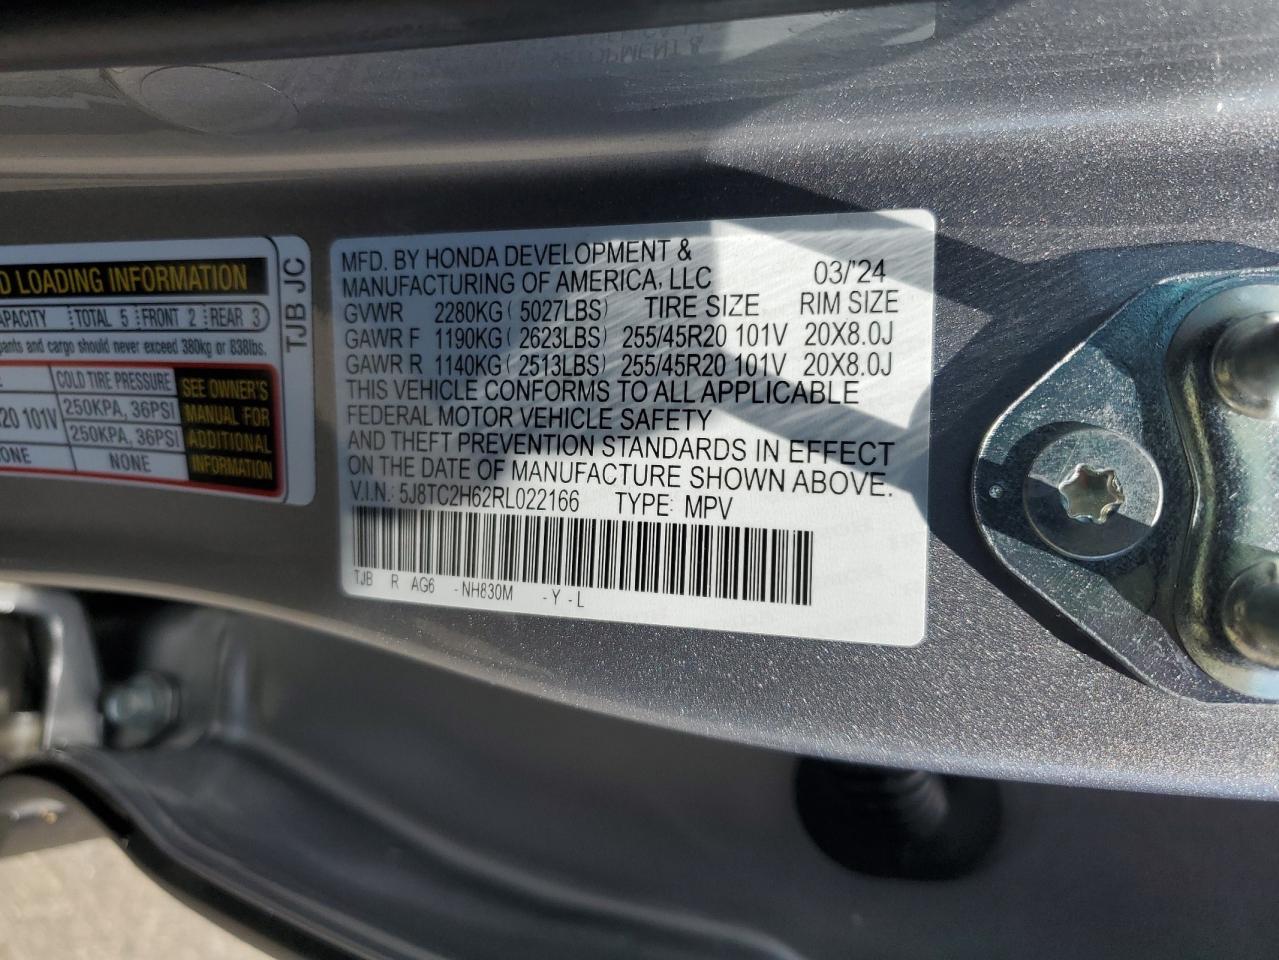 D LOADING INFORMATION
APACITY TOTAL 5 FRONT 2 REAR 3
pants and cargo should never exceed 380kg or 838lbs.
COLD TIRE PRESSURE
R20 101V 250KPA, 36PSI
250KPA, 36PSI
ONE NONE
SEE OWNER'S
MANUAL FOR
ADDITIONAL
INFORMATION
TJB JC
MFD. BY HONDA DEVELOPMENT &
MANUFACTURING OF AMERICA, LLC 03/'24
GVWR 2280KG ( 5027LBS) TIRE SIZE RIM SIZE
GAWR F 1190KG ( 2623LBS) 255/45R20 101V 20X8.0J
GAWR R 1140KG ( 2513LBS) 255/45R20 101V 20X8.0J
THIS VEHICLE CONFORMS TO ALL APPLICABLE
FEDERAL MOTOR VEHICLE SAFETY
AND THEFT PREVENTION STANDARDS IN EFFECT
ON THE DATE OF MANUFACTURE SHOWN ABOVE.
V.I.N.: 5J8TC2H62RL022166 TYPE: MPV
TJB R AG6 -NH830M -Y-L